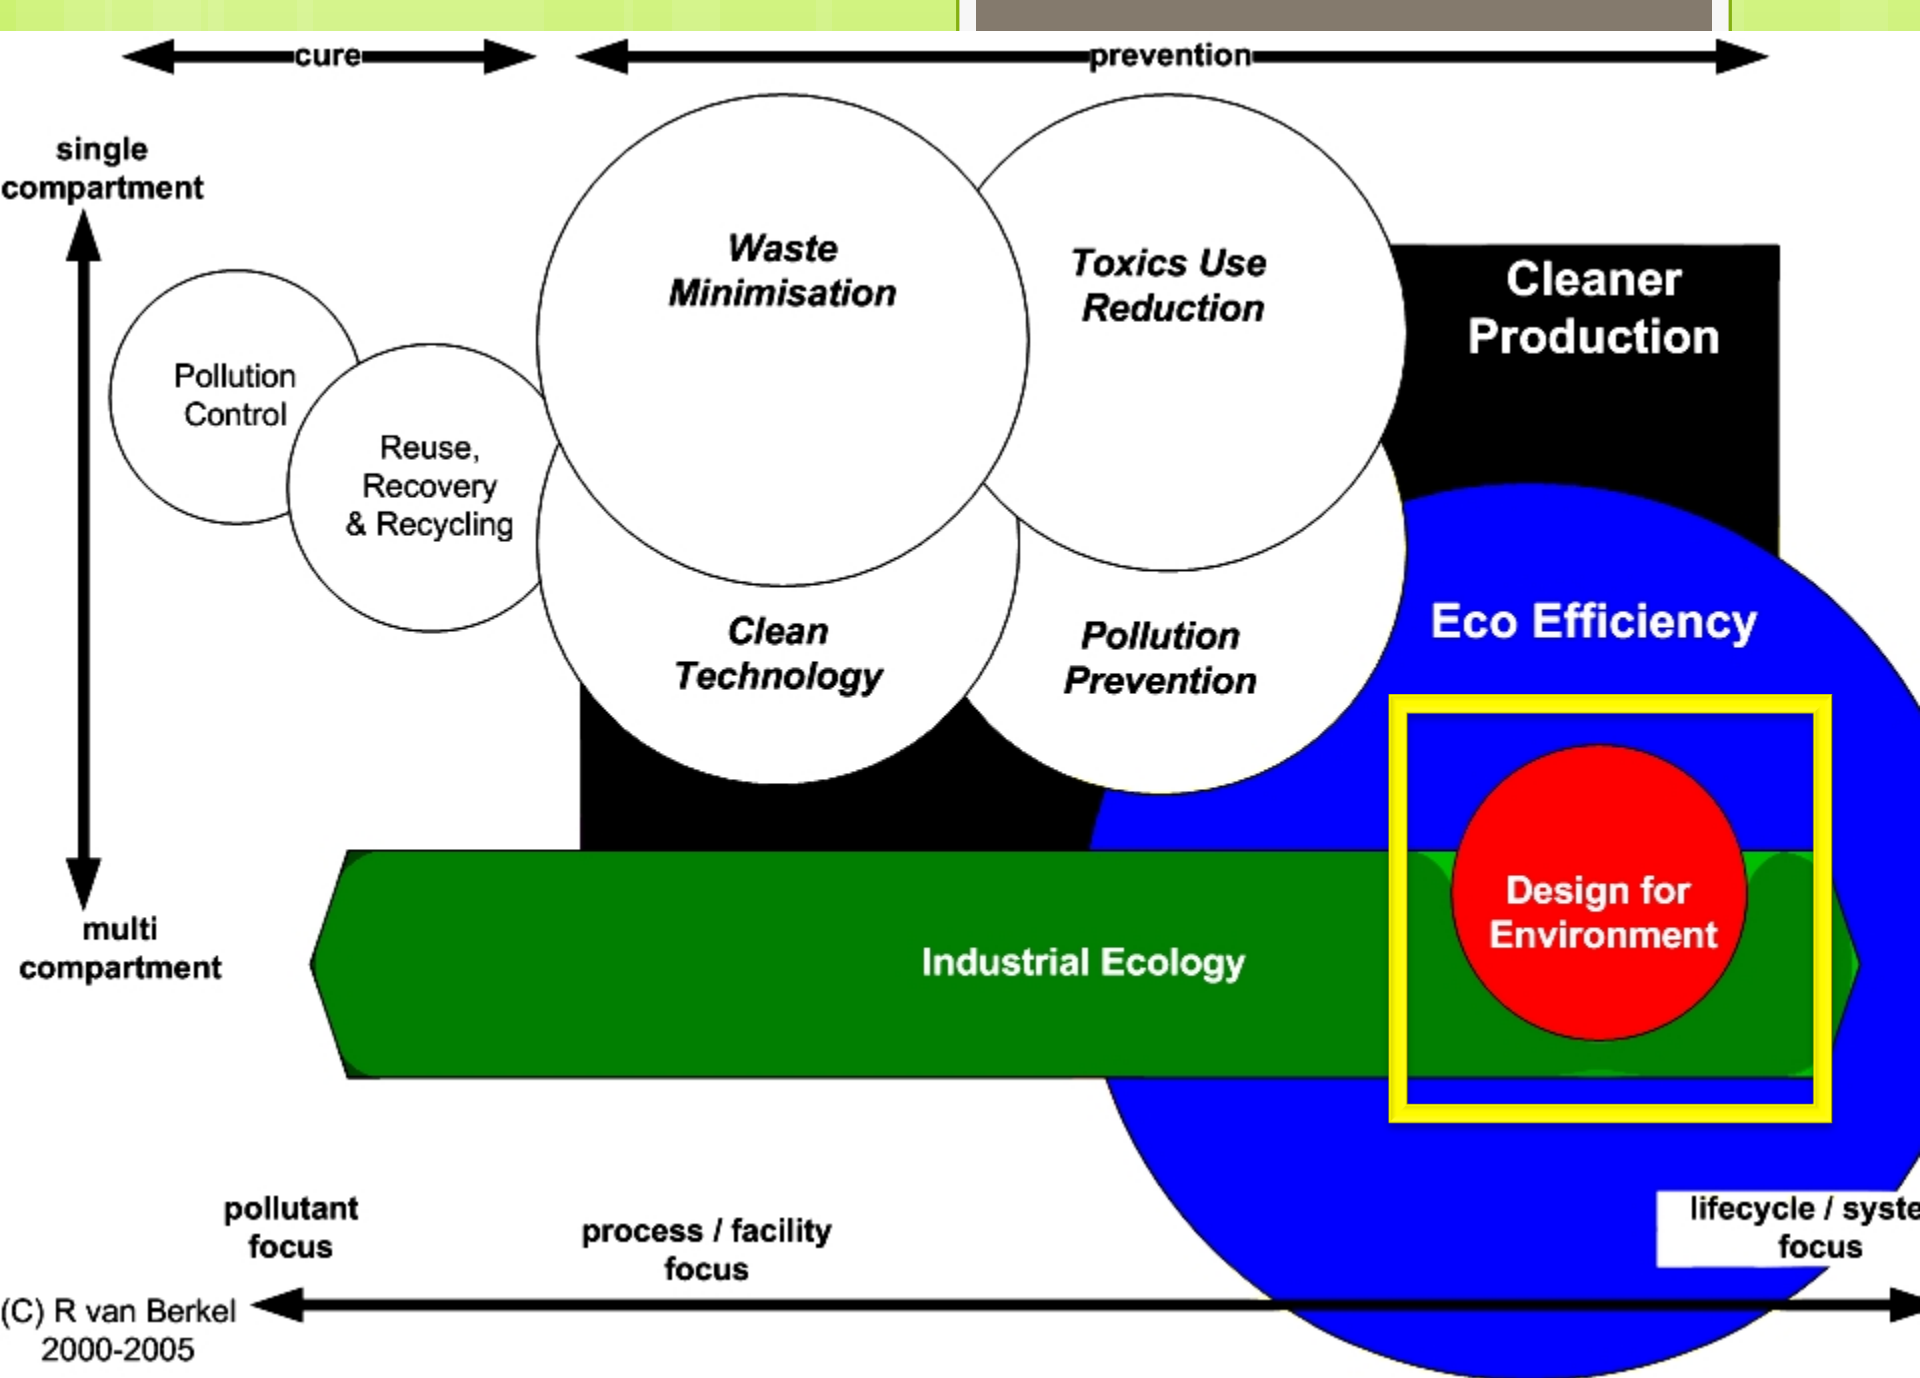 cure
prevention
single
compartment
Waste
Minimisation
Toxics Use
Reduction
Cleaner
Production
Pollution
Control
Reuse,
Recovery
& Recycling
Clean
Technology
Pollution
Prevention
Eco Efficiency
Design for
Environment
Industrial Ecology
multi
compartment
pollutant
focus
process / facility
focus
lifecycle / syste
focus
(C) R van Berkel
2000-2005